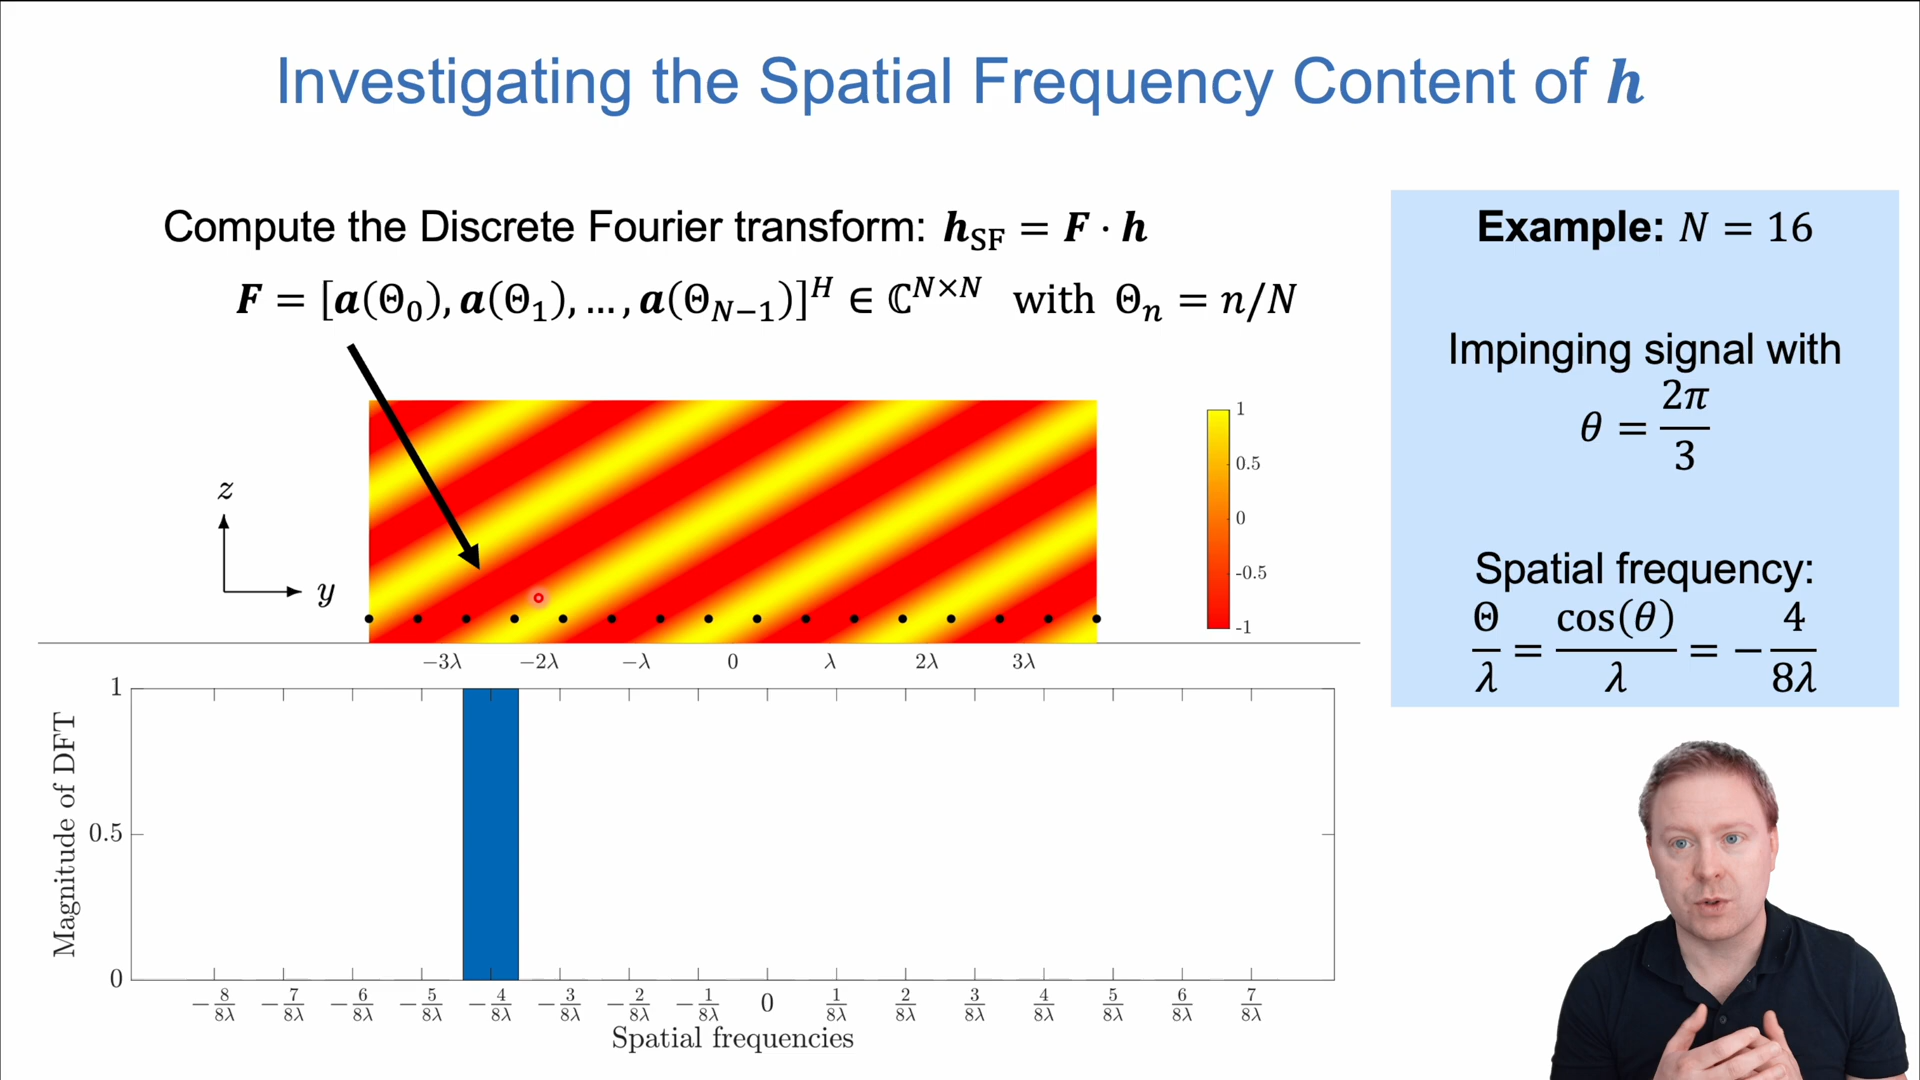 Investigating the Spatial Frequency Content of 𝒉
Compute the Discrete Fourier transform: 𝒉_SF = 𝑭 · 𝒉
𝑭 = [𝒂(Θ₀), 𝒂(Θ₁), …, 𝒂(Θ_{N−1})]^H ∈ ℂ^{N×N} with Θ_n = n/N
Example: N = 16
Impinging signal with
θ = 2π/3
Spatial frequency:
Θ/λ = cos(θ)/λ = − 4/8λ
z
y
1
0.5
0
-0.5
-1
−3λ −2λ −λ 0 λ 2λ 3λ
Magnitude of DFT
1
0.5
0
−8/8λ −7/8λ −6/8λ −5/8λ −4/8λ −3/8λ −2/8λ −1/8λ 0 1/8λ 2/8λ 3/8λ 4/8λ 5/8λ 6/8λ 7/8λ
Spatial frequencies